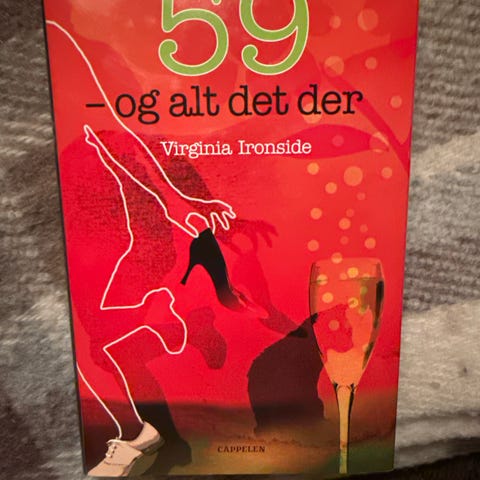 59
– og alt det der
Virginia Ironside
CAPPELEN